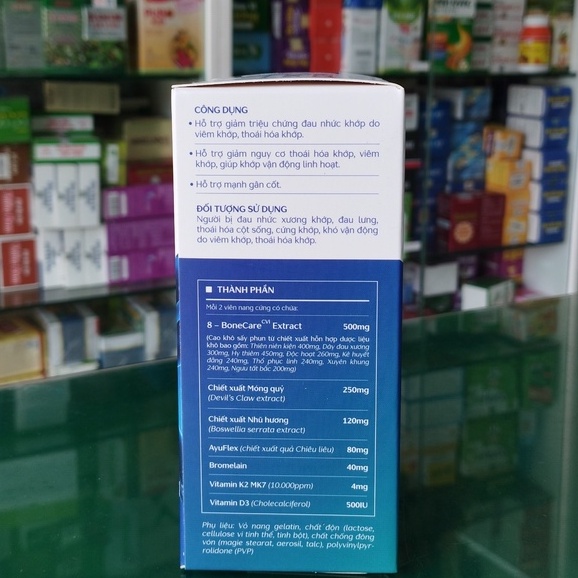 CÔNG DỤNG
• Hỗ trợ giảm triệu chứng đau nhức khớp do
viêm khớp, thoái hóa khớp.
• Hỗ trợ giảm nguy cơ thoái hóa khớp, viêm
khớp, giúp khớp vận động linh hoạt.
• Hỗ trợ mạnh gân cốt.
ĐỐI TƯỢNG SỬ DỤNG
Người bị đau nhức xương khớp, đau lưng,
thoái hóa cột sống, cứng khớp, khó vận động
do viêm khớp, thoái hóa khớp.
THÀNH PHẦN
Mỗi 2 viên nang cứng có chứa:
8 – BoneCare CVI Extract 500mg
(Cao khô sấy phun từ chiết xuất hỗn hợp dược liệu
khô bao gồm: Thiên niên kiện 400mg, Dây đau xương
300mg, Hy thiêm 450mg, Độc hoạt 260mg, Kê huyết
đằng 240mg, Thổ phục linh 240mg, Xuyên khung
240mg, Ngưu tất bắc 200mg)
Chiết xuất Móng quỷ 250mg
(Devil's Claw extract)
Chiết xuất Nhũ hương 120mg
(Boswellia serrata extract)
AyuFlex (chiết xuất quả Chiêu liêu) 80mg
Bromelain 40mg
Vitamin K2 MK7 (10.000ppm) 4mg
Vitamin D3 (Cholecalciferol) 500IU
Phụ liệu: Vỏ nang gelatin, chất độn (lactose,
cellulose vi tinh thể, tinh bột), chất chống đông
vón (magie stearat, aerosil, talc), polyvinylpyr-
rolidone (PVP)